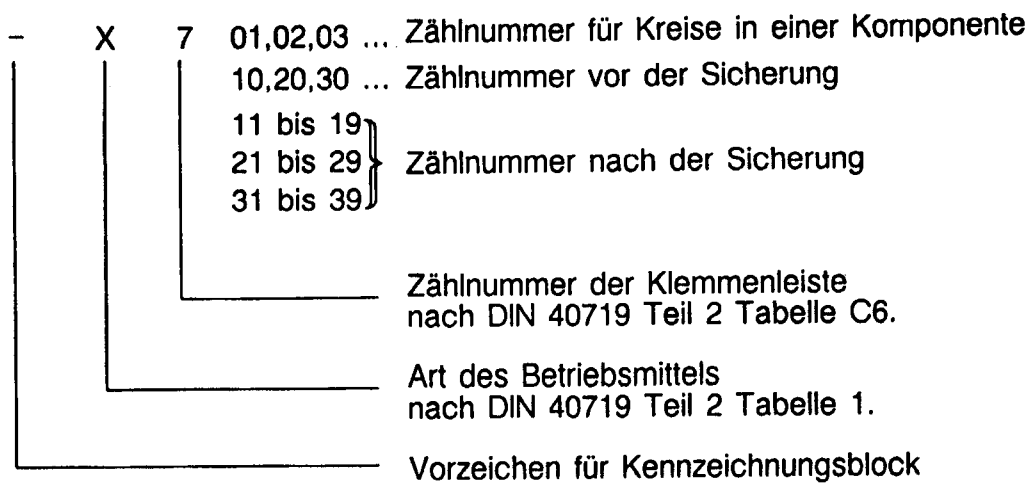 - X 7 01,02,03 ... Zählnummer für Kreise in einer Komponente
10,20,30 ... Zählnummer vor der Sicherung
11 bis 19
21 bis 29 Zählnummer nach der Sicherung
31 bis 39
Zählnummer der Klemmenleiste
nach DIN 40719 Teil 2 Tabelle C6.
Art des Betriebsmittels
nach DIN 40719 Teil 2 Tabelle 1.
Vorzeichen für Kennzeichnungsblock